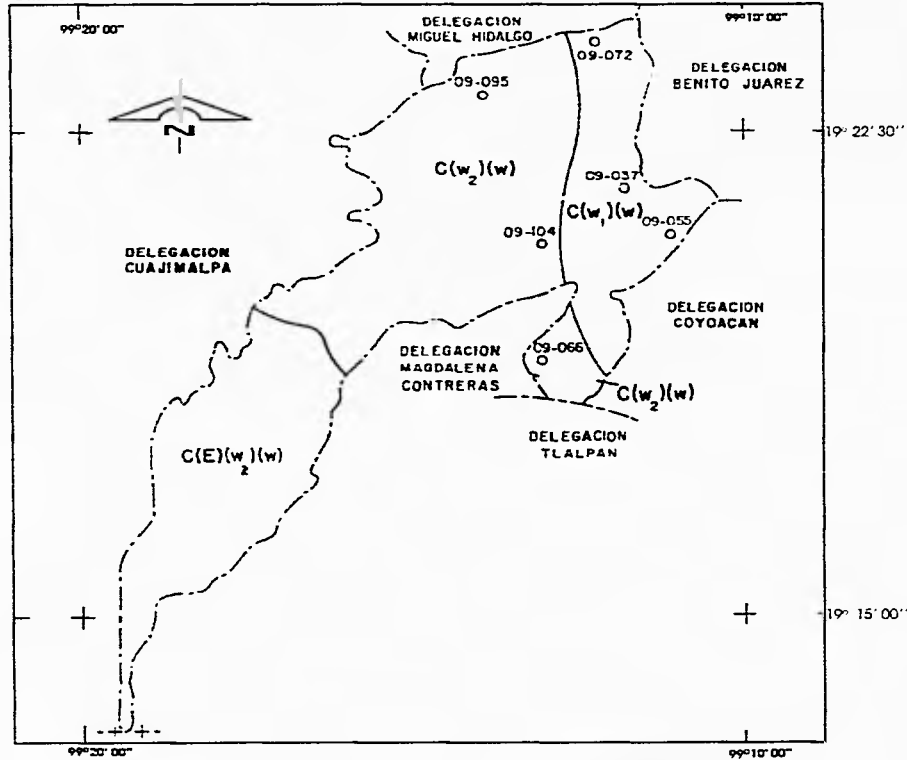 99° 20' 00''
DELEGACION
MIGUEL HIDALGO
99° 10' 00''
09-072
DELEGACION
BENITO JUAREZ
09-095
N
19° 22' 30''
C(w₂)(w)
09-037
C(w₁)(w)
09-055
09-104
DELEGACION
CUAJIMALPA
DELEGACION
COYOACAN
DELEGACION
MAGDALENA
CONTRERAS
09-066
C(w₂)(w)
DELEGACION
TLALPAN
C(E)(w₂)(w)
19° 15' 00''
99° 20' 00''
99° 10' 00''